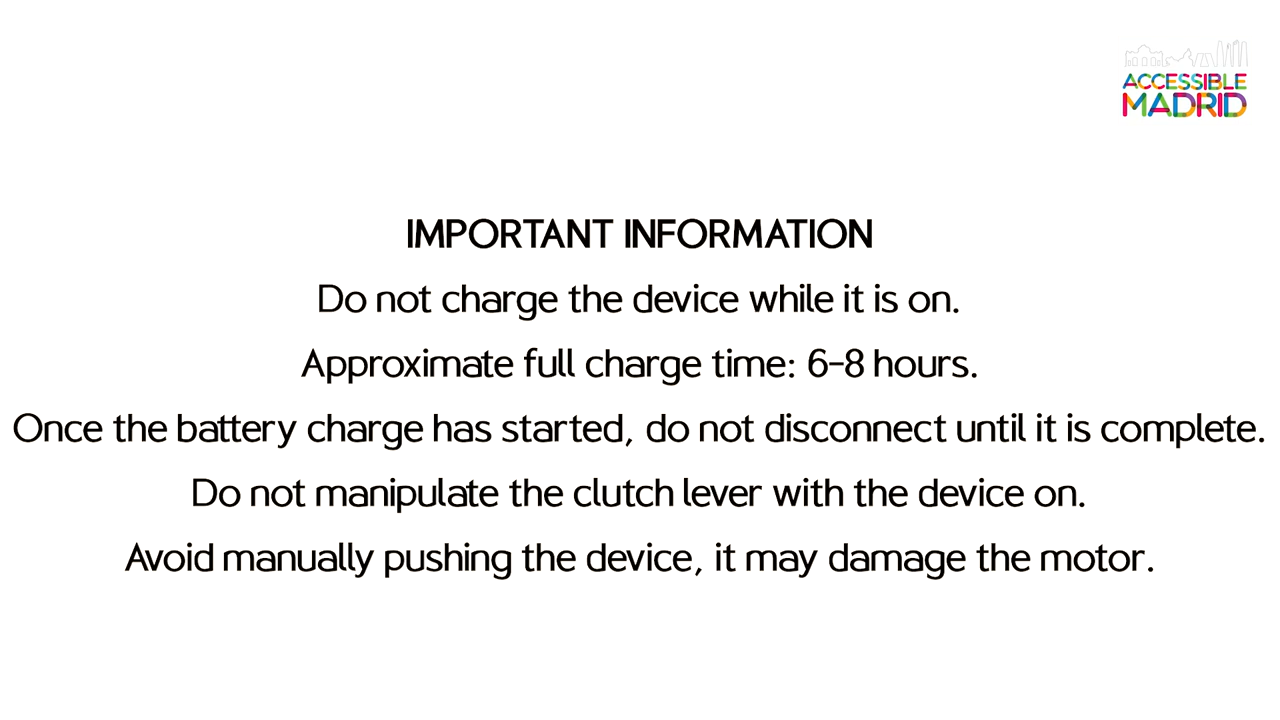 ACCESSIBLE
MADRID
IMPORTANT INFORMATION
Do not charge the device while it is on.
Approximate full charge time: 6-8 hours.
Once the battery charge has started, do not disconnect until it is complete.
Do not manipulate the clutch lever with the device on.
Avoid manually pushing the device, it may damage the motor.